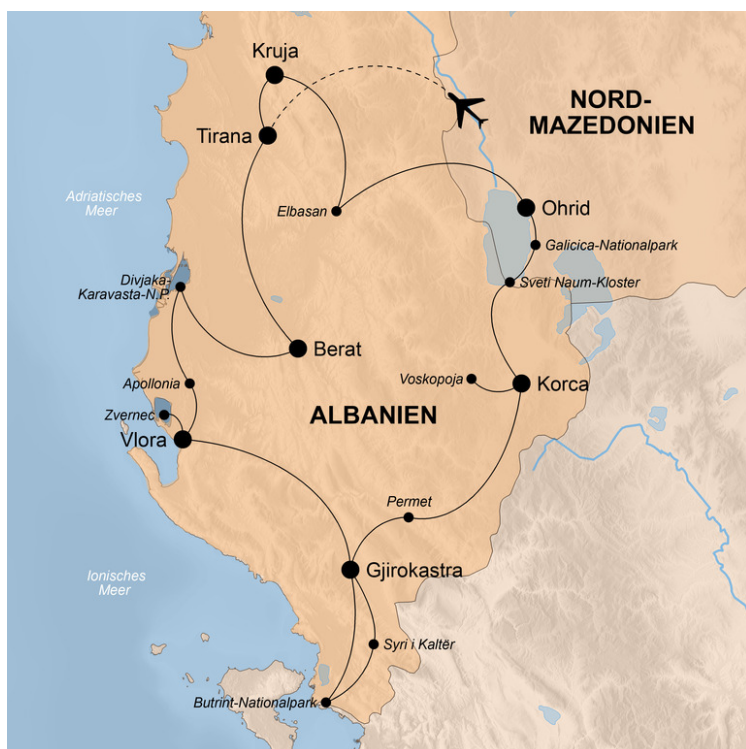 Kruja
NORD-
MAZEDONIEN
Tirana
Adriatisches
Meer
Elbasan
Ohrid
Galicica-Nationalpark
Divjaka-
Karavasta-N.P.
Sveti Naum-Kloster
Berat
Voskopoja
Korca
Apollonia
Zvernec
ALBANIEN
Vlora
Permet
Ionisches
Meer
Gjirokastra
Syri i Kaltër
Butrint-Nationalpark